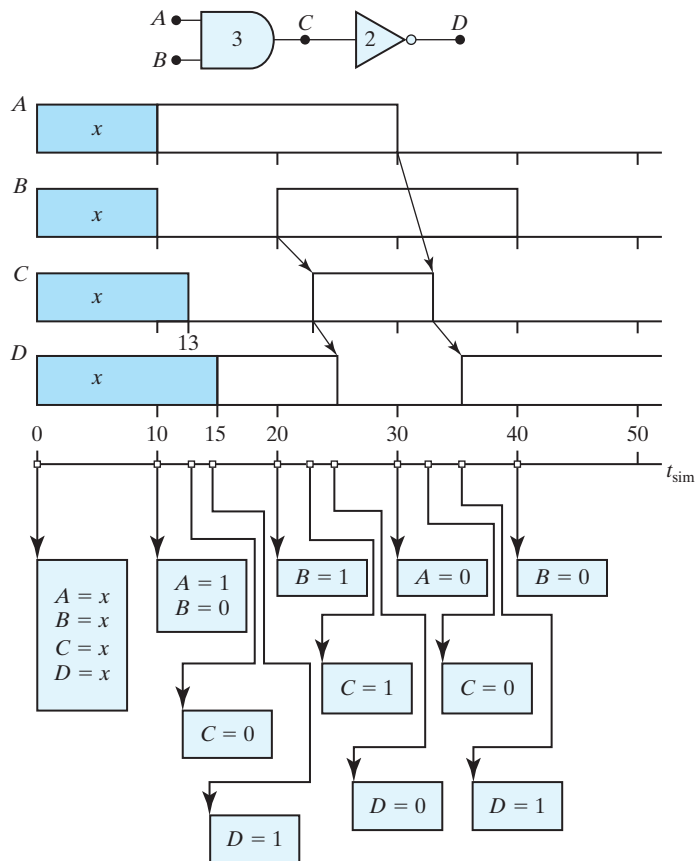 A
B
3
C
2
D
A
x
B
x
C
x
13
D
x
0 10 15 20 30 40 50
t_sim
A = x
B = x
C = x
D = x
A = 1
B = 0
B = 1
A = 0
B = 0
C = 1
C = 0
C = 0
D = 0
D = 1
D = 1